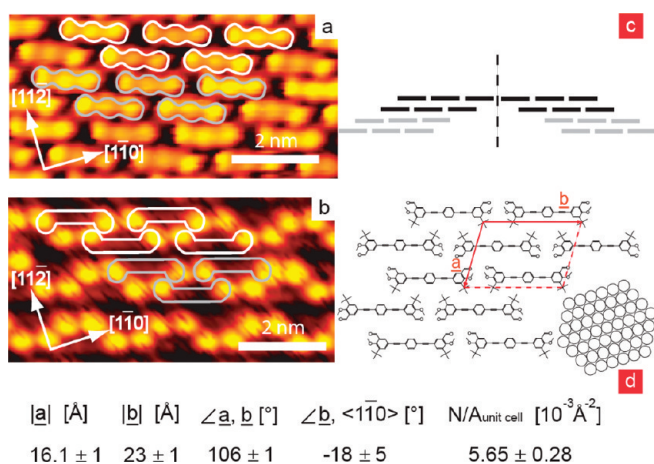 a
[112̅]
[11̅0]
2 nm
b
[112̅]
[11̅0]
2 nm
c
b
a
d
|a| [Å] |b| [Å] ∠a, b [°] ∠b, <11̅0> [°] N/Aunit cell [10⁻³Å⁻²]
16.1 ± 1 23 ± 1 106 ± 1 -18 ± 5 5.65 ± 0.28